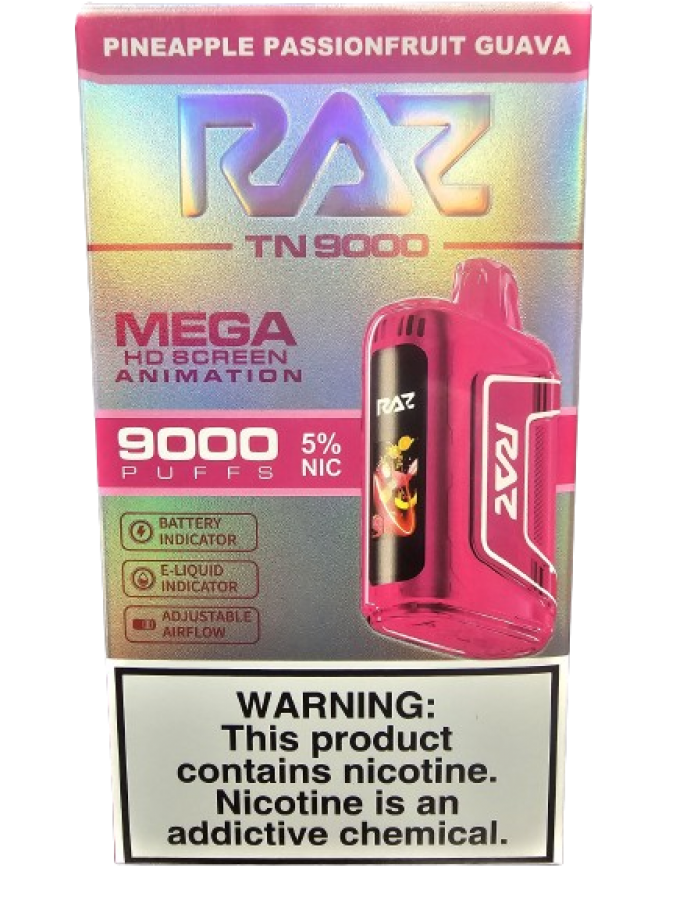 PINEAPPLE PASSIONFRUIT GUAVA
RAZ
TN9000
MEGA
HD SCREEN
ANIMATION
9000
PUFFS
5%
NIC
BATTERY
INDICATOR
E-LIQUID
INDICATOR
ADJUSTABLE
AIRFLOW
RAZ
RAZ
WARNING:
This product
contains nicotine.
Nicotine is an
addictive chemical.